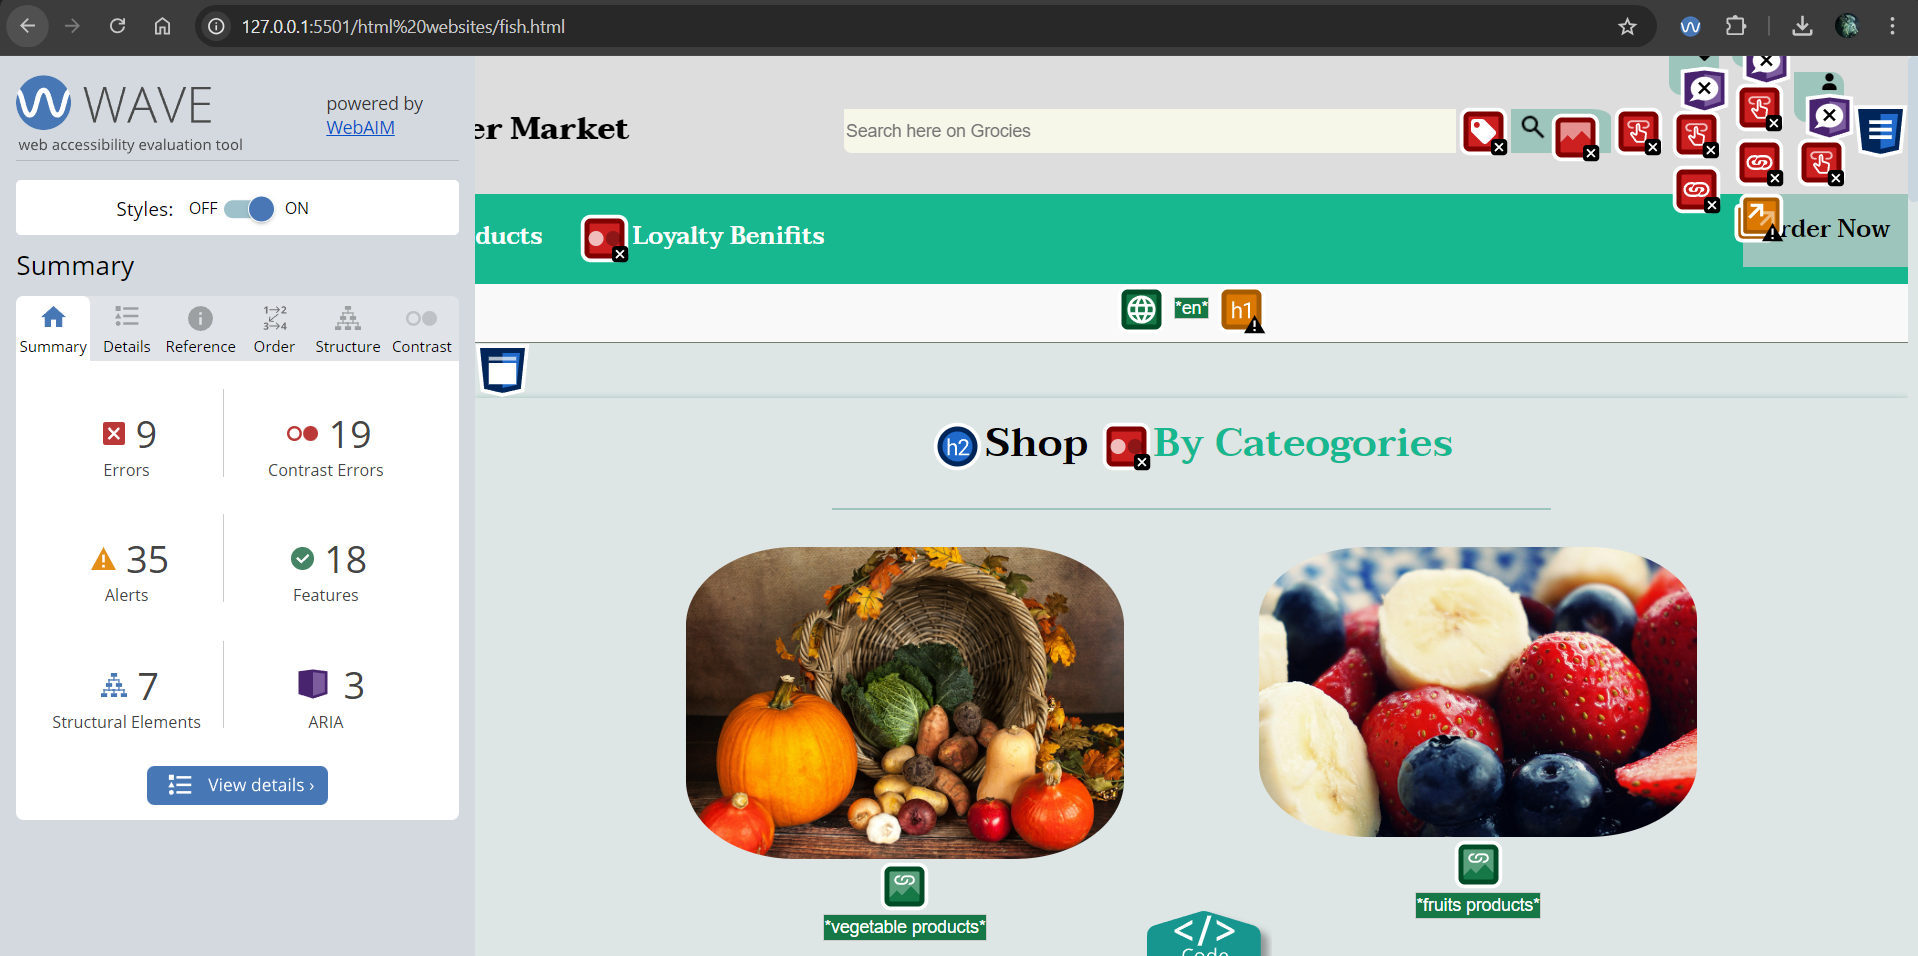 127.0.0.1:5501/html%20websites/fish.html
WAVE
web accessibility evaluation tool
powered by
WebAIM
Styles: OFF ON
Summary
Summary Details Reference Order Structure Contrast
9
Errors
19
Contrast Errors
35
Alerts
18
Features
7
Structural Elements
3
ARIA
View details ›
er Market
Search here on Grocies
ducts
Loyalty Benifits
rder Now
*en*
h1
h2
Shop By Cateogories
*vegetable products*
*fruits products*
</>
Code